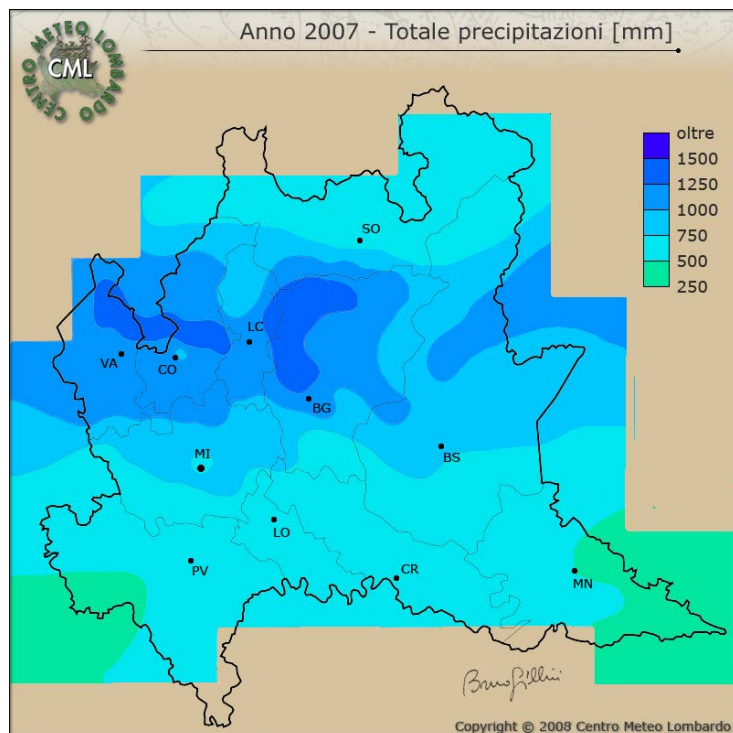 Anno 2007 - Totale precipitazioni [mm]
CENTRO METEO LOMBARDO
CML
oltre
1500
1250
1000
750
500
250
SO
LC
VA
CO
BG
MI
BS
LO
PV
CR
MN
Copyright © 2008 Centro Meteo Lombardo